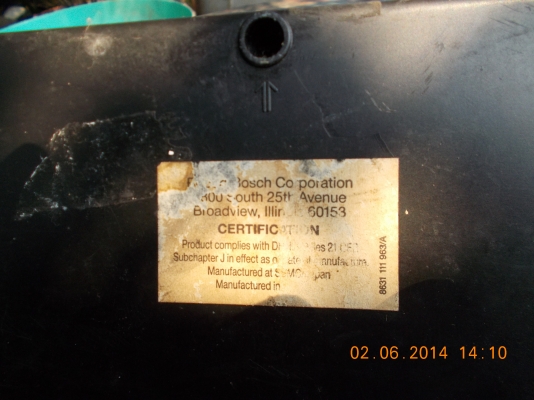 Bosch Corporation
South 25th Avenue
Broadview, 60153
CERTIFICATION
Product complies with 21
Subchapter J in effect as
Manufactured at
Manufactured in
8631 111 963/A
02.06.2014 14:10